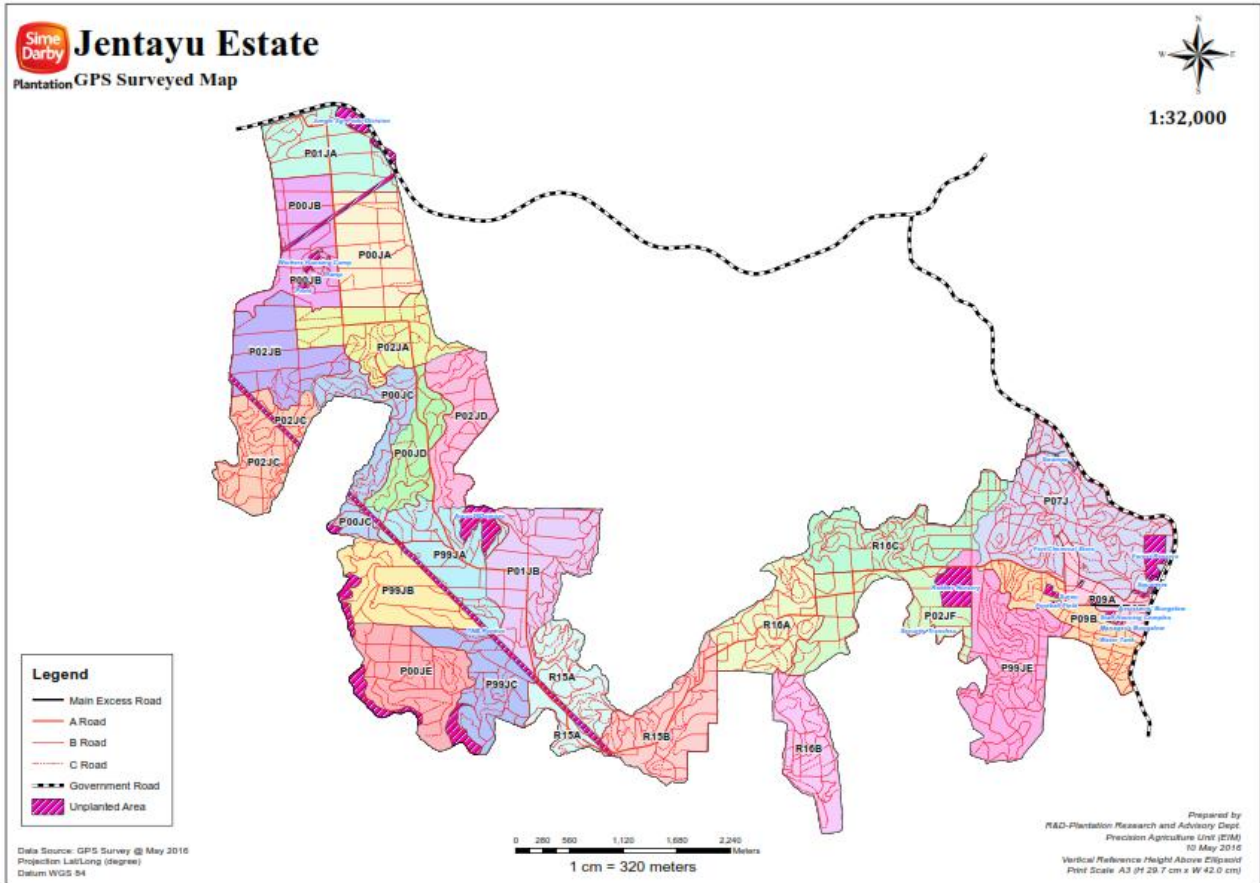 Sime
Darby
Plantation
Jentayu Estate
GPS Surveyed Map
N
W
E
S
1:32,000
P01JA
P00JB
P00JA
Workers Housing Camp
P00JB
P02JB
P02JA
P00JC
P02JD
P02JC
P02JC
P00JD
P00JC
P99JA
P01JB
P99JB
P00JE
P99JC
R15A
R15A
R15B
R16A
R16B
R16C
P02JF
P07J
P99JE
P09A
P09B
Legend
Main Excess Road
A Road
B Road
C Road
Government Road
Unplanted Area
Data Source: GPS Survey @ May 2016
Projection Lat/Long (degree)
Datum WGS 84
0 280 560 1,120 1,680 2,240
Meters
1 cm = 320 meters
Prepared by
R&D-Plantation Research and Advisory Dept.
Precision Agriculture Unit (EIM)
10 May 2016
Vertical Reference Height Above Ellipsoid
Print Scale A3 (H 29.7 cm x W 42.0 cm)